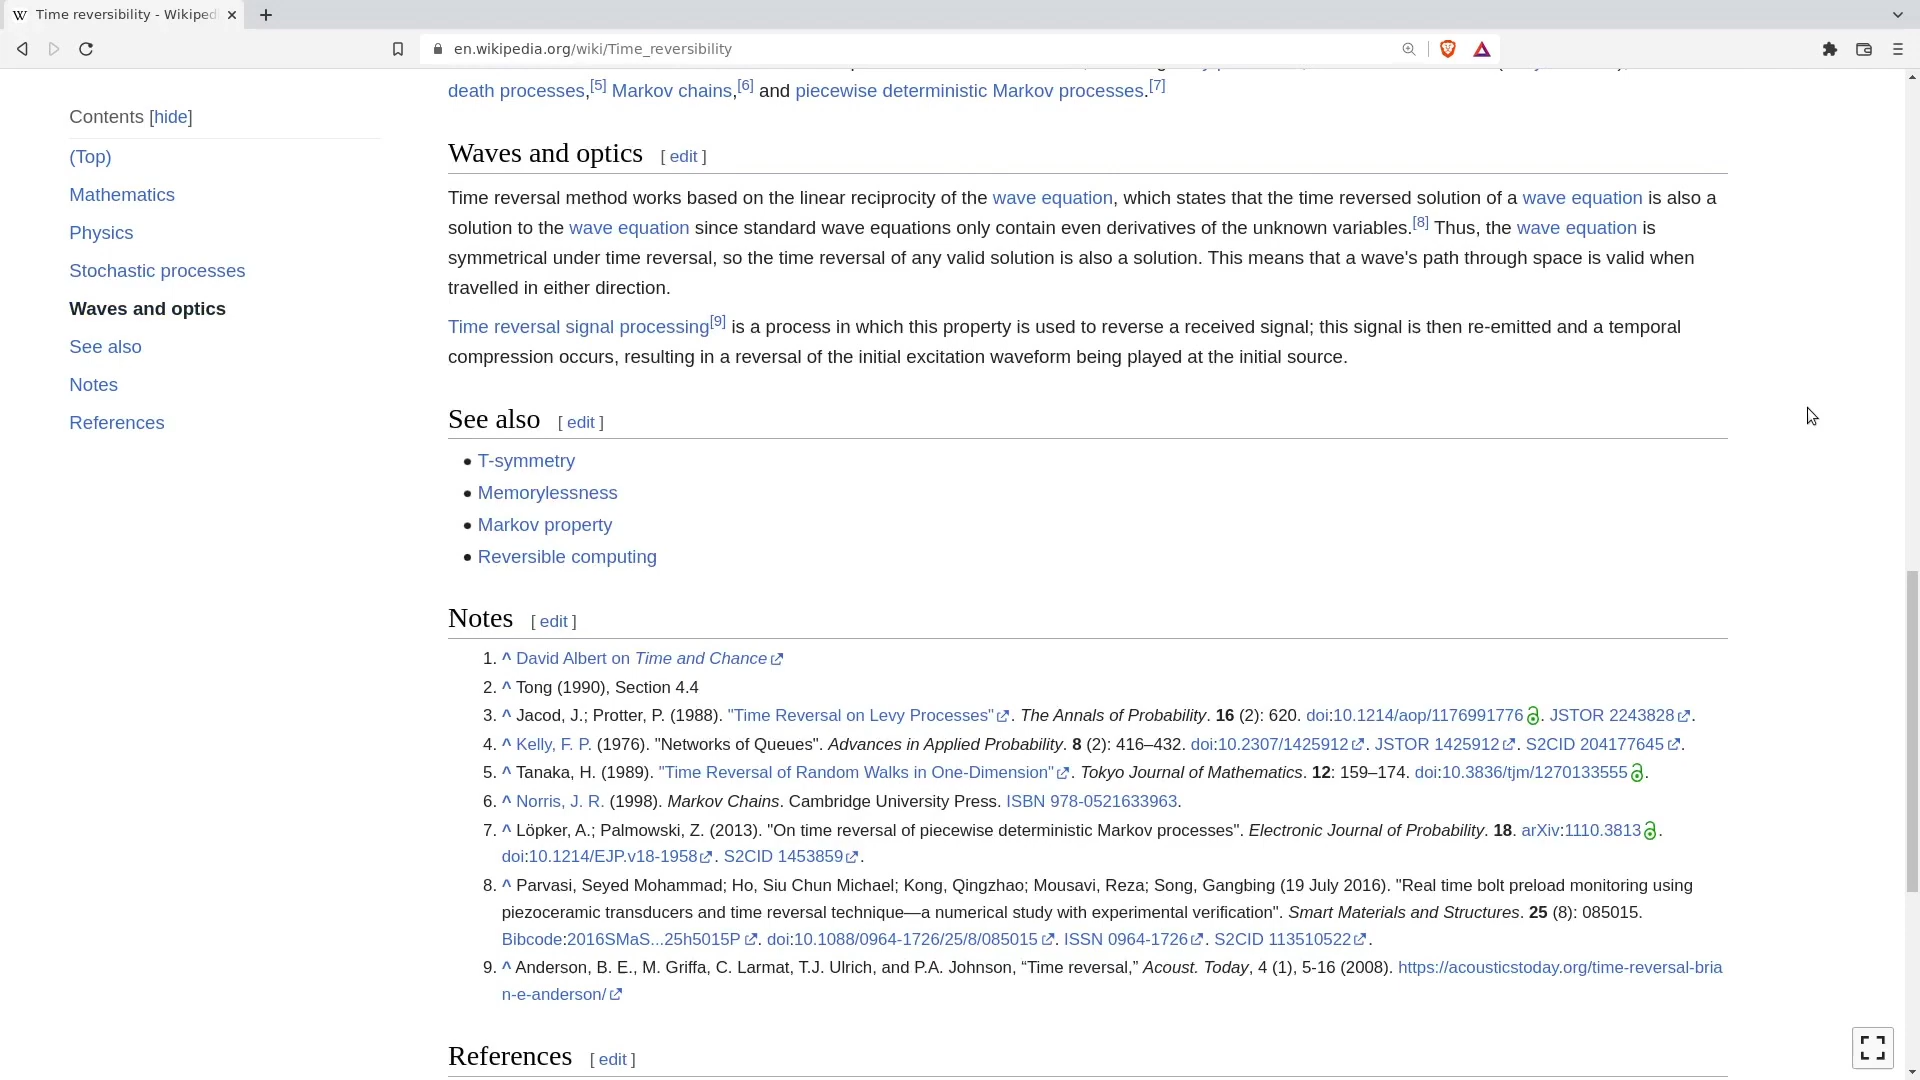 Time reversibility - Wikiped
en.wikipedia.org/wiki/Time_reversibility
Contents [hide]
(Top)
Mathematics
Physics
Stochastic processes
Waves and optics
See also
Notes
References
death processes,[5] Markov chains,[6] and piecewise deterministic Markov processes.[7]
Waves and optics [ edit ]
Time reversal method works based on the linear reciprocity of the wave equation, which states that the time reversed solution of a wave equation is also a
solution to the wave equation since standard wave equations only contain even derivatives of the unknown variables.[8] Thus, the wave equation is
symmetrical under time reversal, so the time reversal of any valid solution is also a solution. This means that a wave's path through space is valid when
travelled in either direction.
Time reversal signal processing[9] is a process in which this property is used to reverse a received signal; this signal is then re-emitted and a temporal
compression occurs, resulting in a reversal of the initial excitation waveform being played at the initial source.
See also [ edit ]
• T-symmetry
• Memorylessness
• Markov property
• Reversible computing
Notes [ edit ]
1. ^ David Albert on Time and Chance
2. ^ Tong (1990), Section 4.4
3. ^ Jacod, J.; Protter, P. (1988). "Time Reversal on Levy Processes". The Annals of Probability. 16 (2): 620. doi:10.1214/aop/1176991776. JSTOR 2243828.
4. ^ Kelly, F. P. (1976). "Networks of Queues". Advances in Applied Probability. 8 (2): 416–432. doi:10.2307/1425912. JSTOR 1425912. S2CID 204177645.
5. ^ Tanaka, H. (1989). "Time Reversal of Random Walks in One-Dimension". Tokyo Journal of Mathematics. 12: 159–174. doi:10.3836/tjm/1270133555.
6. ^ Norris, J. R. (1998). Markov Chains. Cambridge University Press. ISBN 978-0521633963.
7. ^ Löpker, A.; Palmowski, Z. (2013). "On time reversal of piecewise deterministic Markov processes". Electronic Journal of Probability. 18. arXiv:1110.3813.
doi:10.1214/EJP.v18-1958. S2CID 1453859.
8. ^ Parvasi, Seyed Mohammad; Ho, Siu Chun Michael; Kong, Qingzhao; Mousavi, Reza; Song, Gangbing (19 July 2016). "Real time bolt preload monitoring using
piezoceramic transducers and time reversal technique—a numerical study with experimental verification". Smart Materials and Structures. 25 (8): 085015.
Bibcode:2016SMaS...25h5015P. doi:10.1088/0964-1726/25/8/085015. ISSN 0964-1726. S2CID 113510522.
9. ^ Anderson, B. E., M. Griffa, C. Larmat, T.J. Ulrich, and P.A. Johnson, “Time reversal,” Acoust. Today, 4 (1), 5-16 (2008). https://acousticstoday.org/time-reversal-bria
n-e-anderson/
References [ edit ]